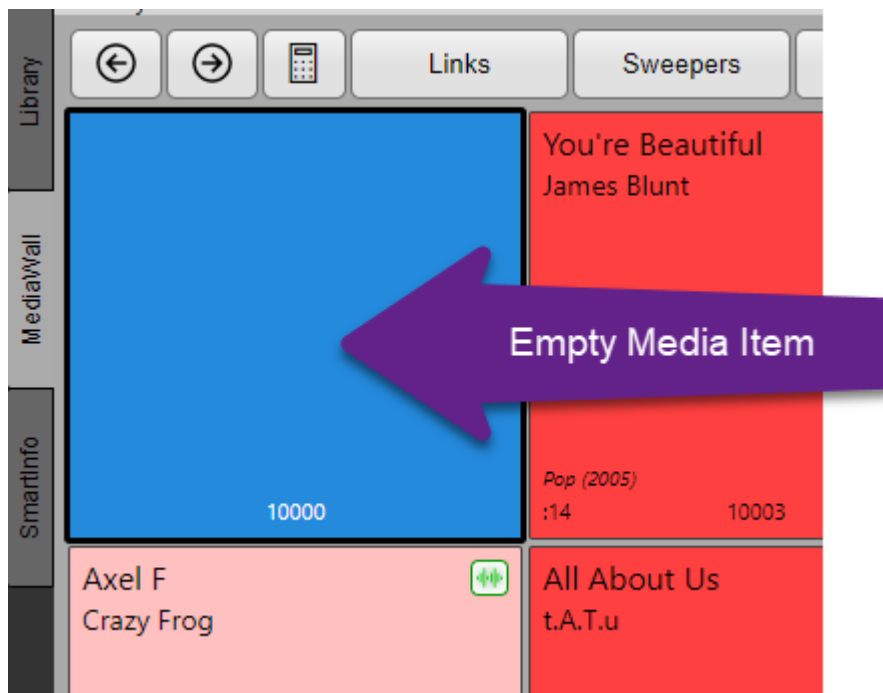 Links
Sweepers
Library
MediaWall
SmartInfo
10000
You're Beautiful
James Blunt
Empty Media Item
Pop (2005)
:14
10003
Axel F
Crazy Frog
All About Us
t.A.T.u